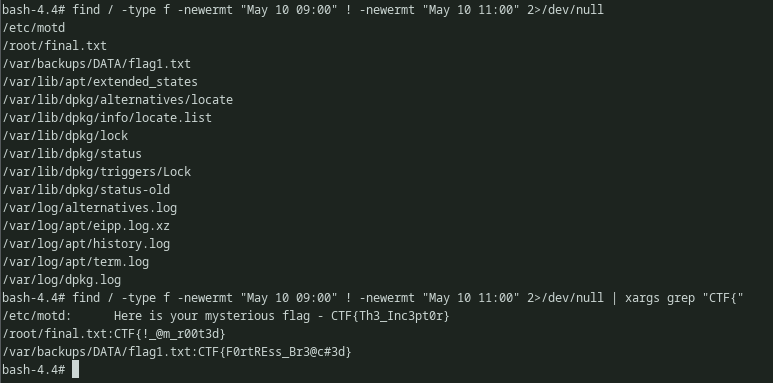 bash-4.4# find / -type f -newermt "May 10 09:00" ! -newermt "May 10 11:00" 2>/dev/null
/etc/motd
/root/final.txt
/var/backups/DATA/flag1.txt
/var/lib/apt/extended_states
/var/lib/dpkg/alternatives/locate
/var/lib/dpkg/info/locate.list
/var/lib/dpkg/lock
/var/lib/dpkg/status
/var/lib/dpkg/triggers/Lock
/var/lib/dpkg/status-old
/var/log/alternatives.log
/var/log/apt/eipp.log.xz
/var/log/apt/history.log
/var/log/apt/term.log
/var/log/dpkg.log
bash-4.4# find / -type f -newermt "May 10 09:00" ! -newermt "May 10 11:00" 2>/dev/null | xargs grep "CTF{"
/etc/motd:      Here is your mysterious flag - CTF{Th3_Inc3pt0r}
/root/final.txt:CTF{!_@m_r00t3d}
/var/backups/DATA/flag1.txt:CTF{F0rtREss_Br3@c#3d}
bash-4.4#